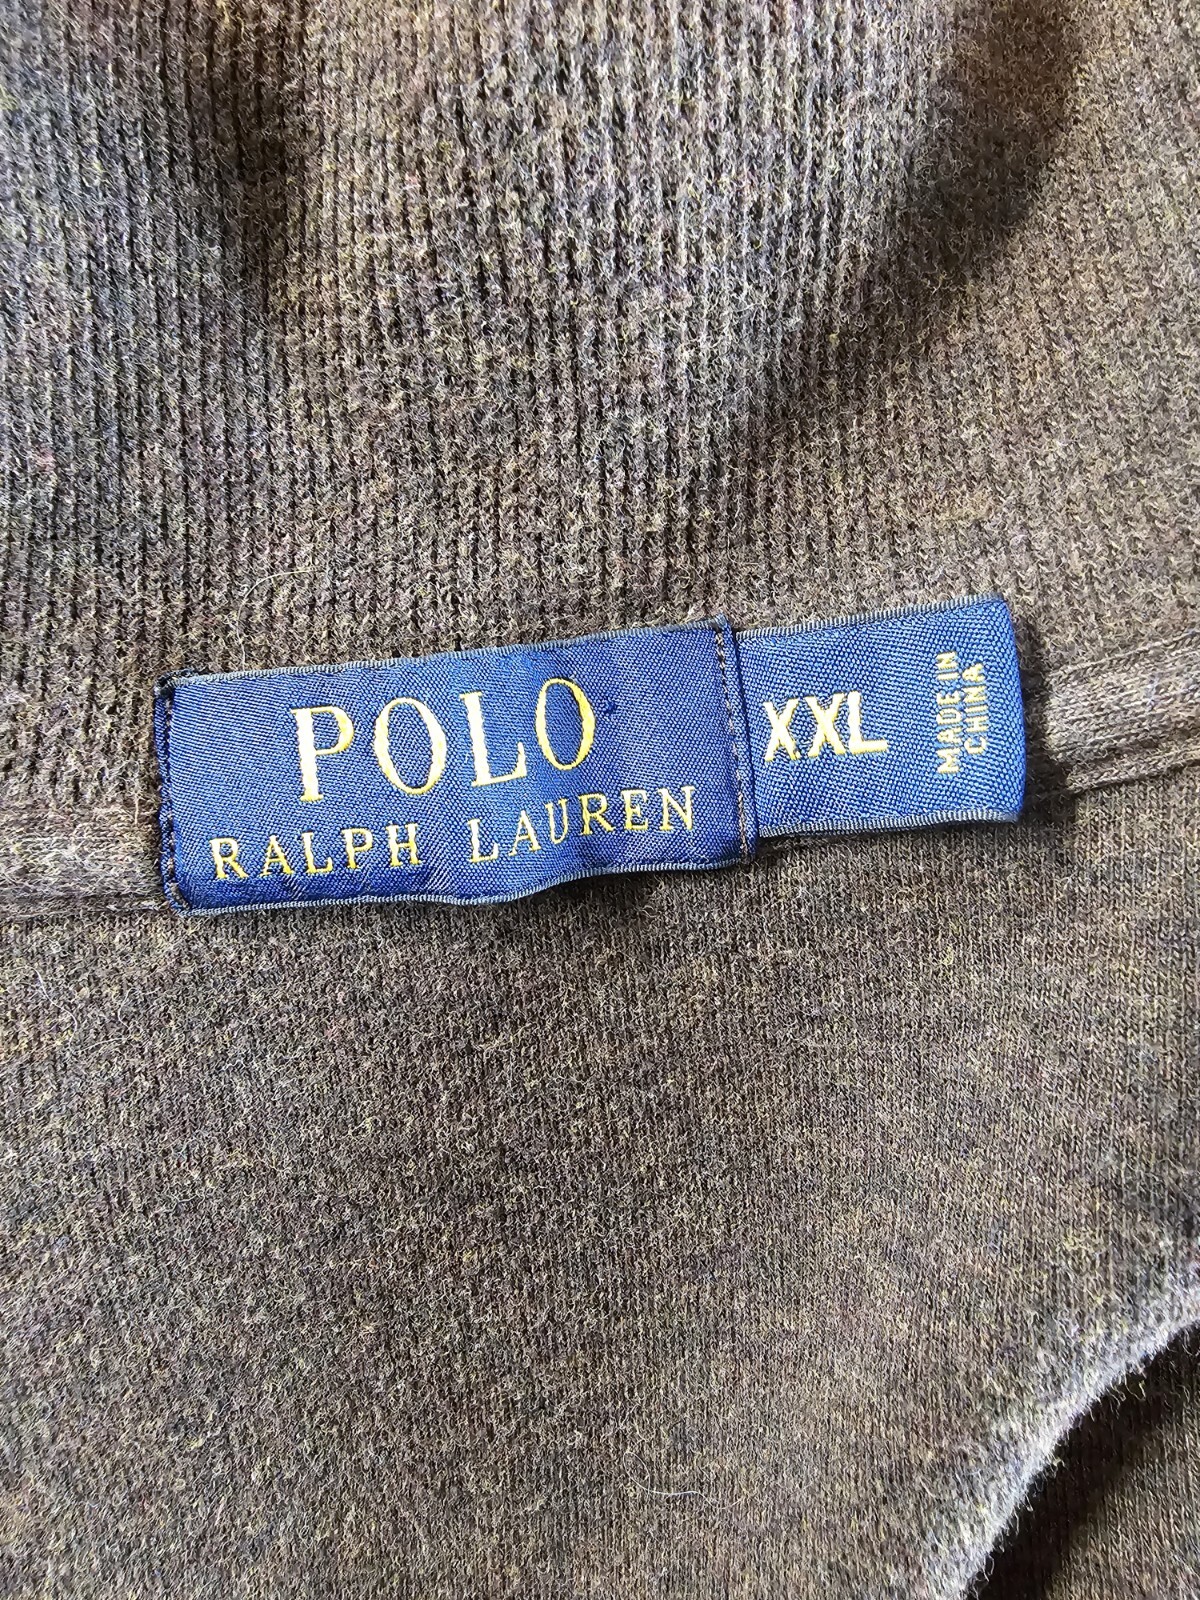 POLO
RALPH LAUREN
XXL
MADE IN
CHINA